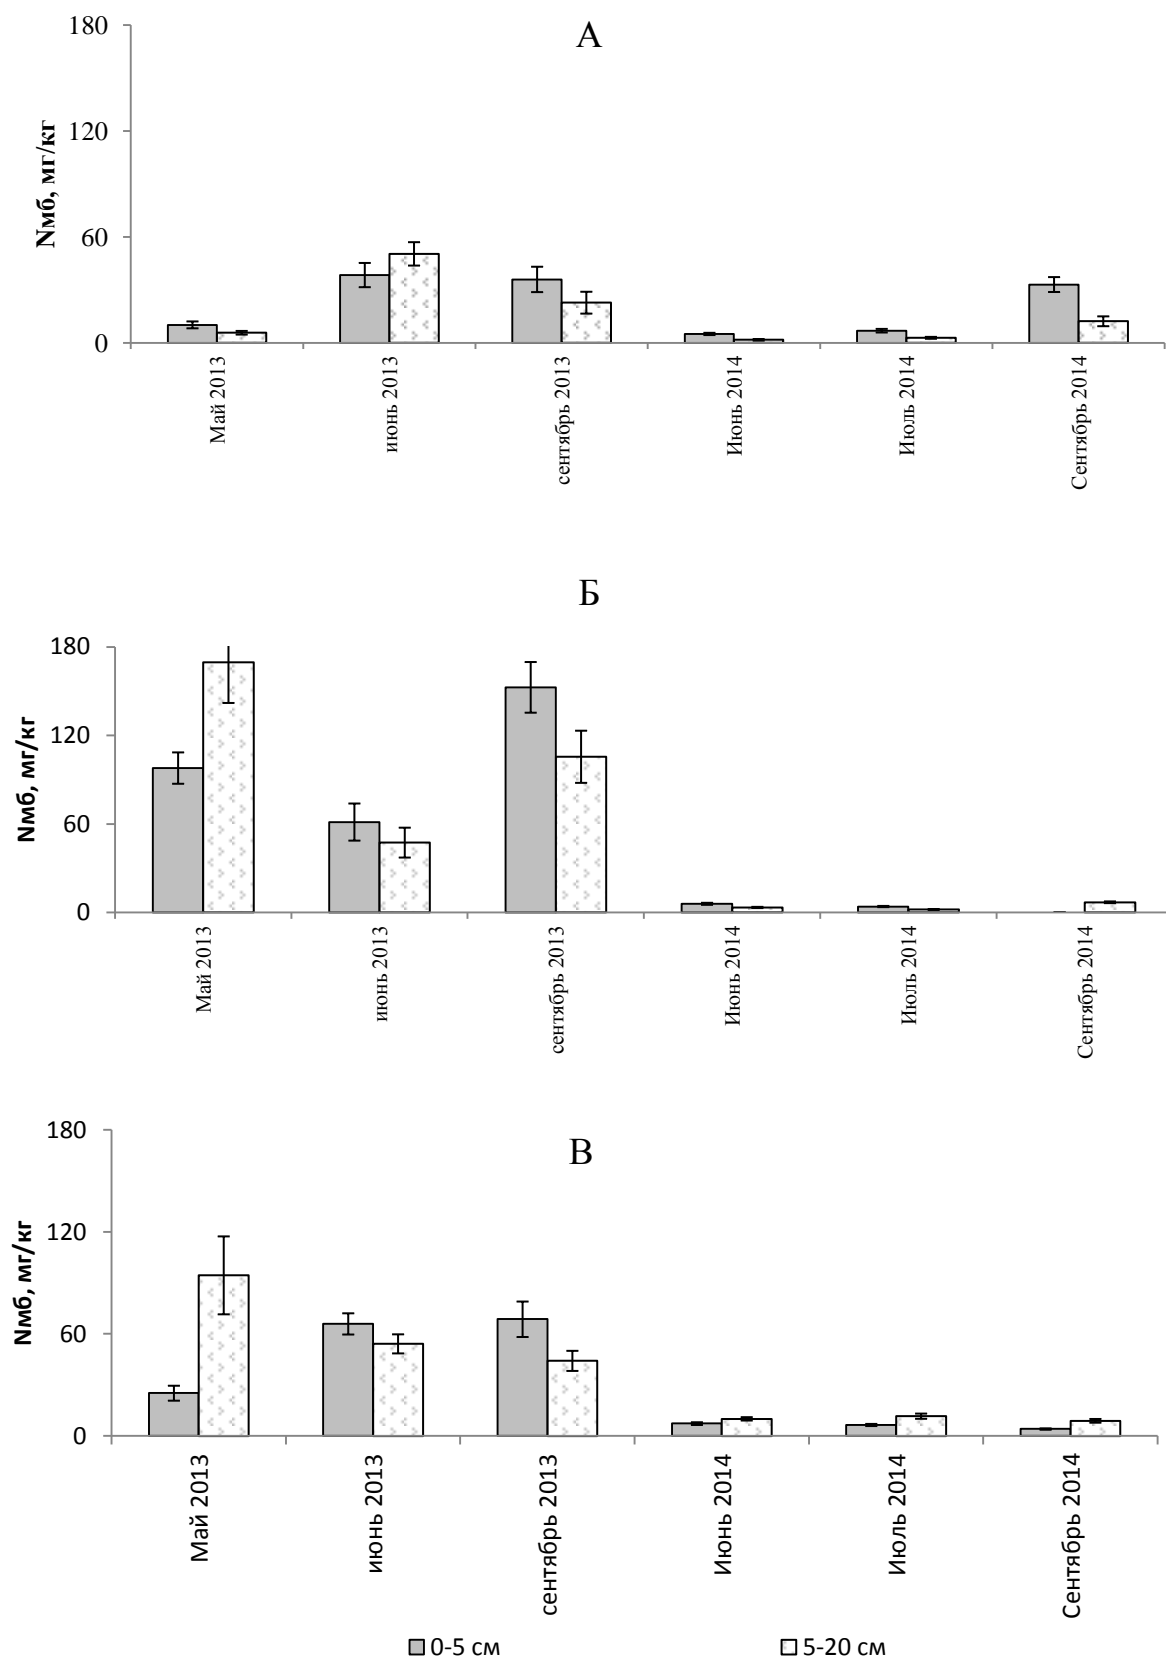 А
180
120
60
0
Nмб, мг/кг
Май 2013
июнь 2013
сентябрь 2013
Июнь 2014
Июль 2014
Сентябрь 2014
Б
180
120
60
0
Nмб, мг/кг
Май 2013
июнь 2013
сентябрь 2013
Июнь 2014
Июль 2014
Сентябрь 2014
В
180
120
60
0
Nмб, мг/кг
Май 2013
июнь 2013
сентябрь 2013
Июнь 2014
Июль 2014
Сентябрь 2014
0-5 см
5-20 см